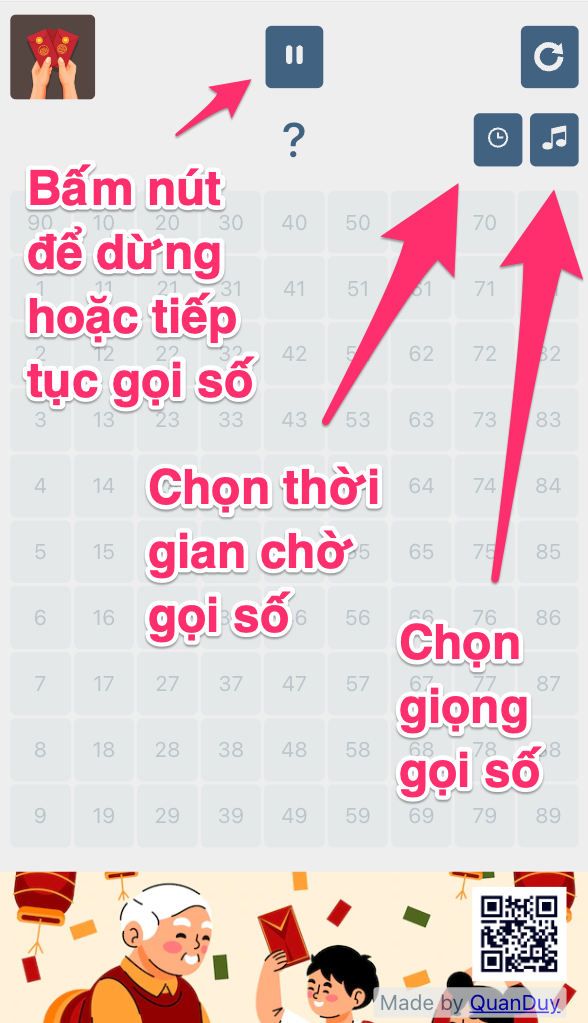 ?
Bấm nút
để dừng
hoặc tiếp
tục gọi số
Chọn thời
gian chờ
gọi số
Chọn
giọng
gọi số
90 10 20 30 40 50 70
1 11 21 31 41 51 71
2 12 22 32 42 62 72 82
3 13 23 33 43 53 63 73 83
4 14 64 74 84
5 15 65 75 85
6 16 56 66 76 86
7 17 27 37 47 57 67 77 87
8 18 28 38 48 58 68 78 88
9 19 29 39 49 59 69 79 89
Made by QuanDuy